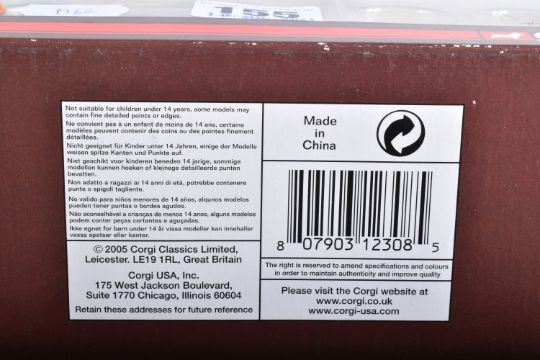 M62
155
Not suitable for children under 14 years, some models may
contain fine detailed points or edges.
Ne convient pas à un enfant de moins de 14 ans, certains
modèles peuvent contenir des coins ou des pointes finement
détaillées.
Nicht geeignet für Kinder unter 14 Jahren, einige der Modelle
weisen spitze Kanten und Punkte auf.
Niet geschikt voor kinderen beneden 14 jarige, sommige
modellen kunnen hoeken of kleinege detailleerde punten
bevatten.
Non adatto a ragazzi ai 14 anni di età, potrebbe contenere
punte o spigoli taglienti.
No valido para niños menores de 14 años, algunos modelos
pueden tener puntas o bordes agudos.
Não aconselhável a crianças de menos 14 anos, alguns modelos
podem conter peças cortantes e aguçadas.
Ikke egnet for børn under 14 år visse modeller kan inneholder
visse spetsar eller kanter.
© 2005 Corgi Classics Limited,
Leicester. LE19 1RL, Great Britain
Corgi USA, Inc.
175 West Jackson Boulevard,
Suite 1770 Chicago, Illinois 60604
Retain these addresses for future reference
Made
in
China
8 07903 12308 5
The right is reserved to amend specifications and colours
in order to maintain authenticity and improve quality
Please visit the Corgi website at
www.corgi.co.uk
www.corgi-usa.com